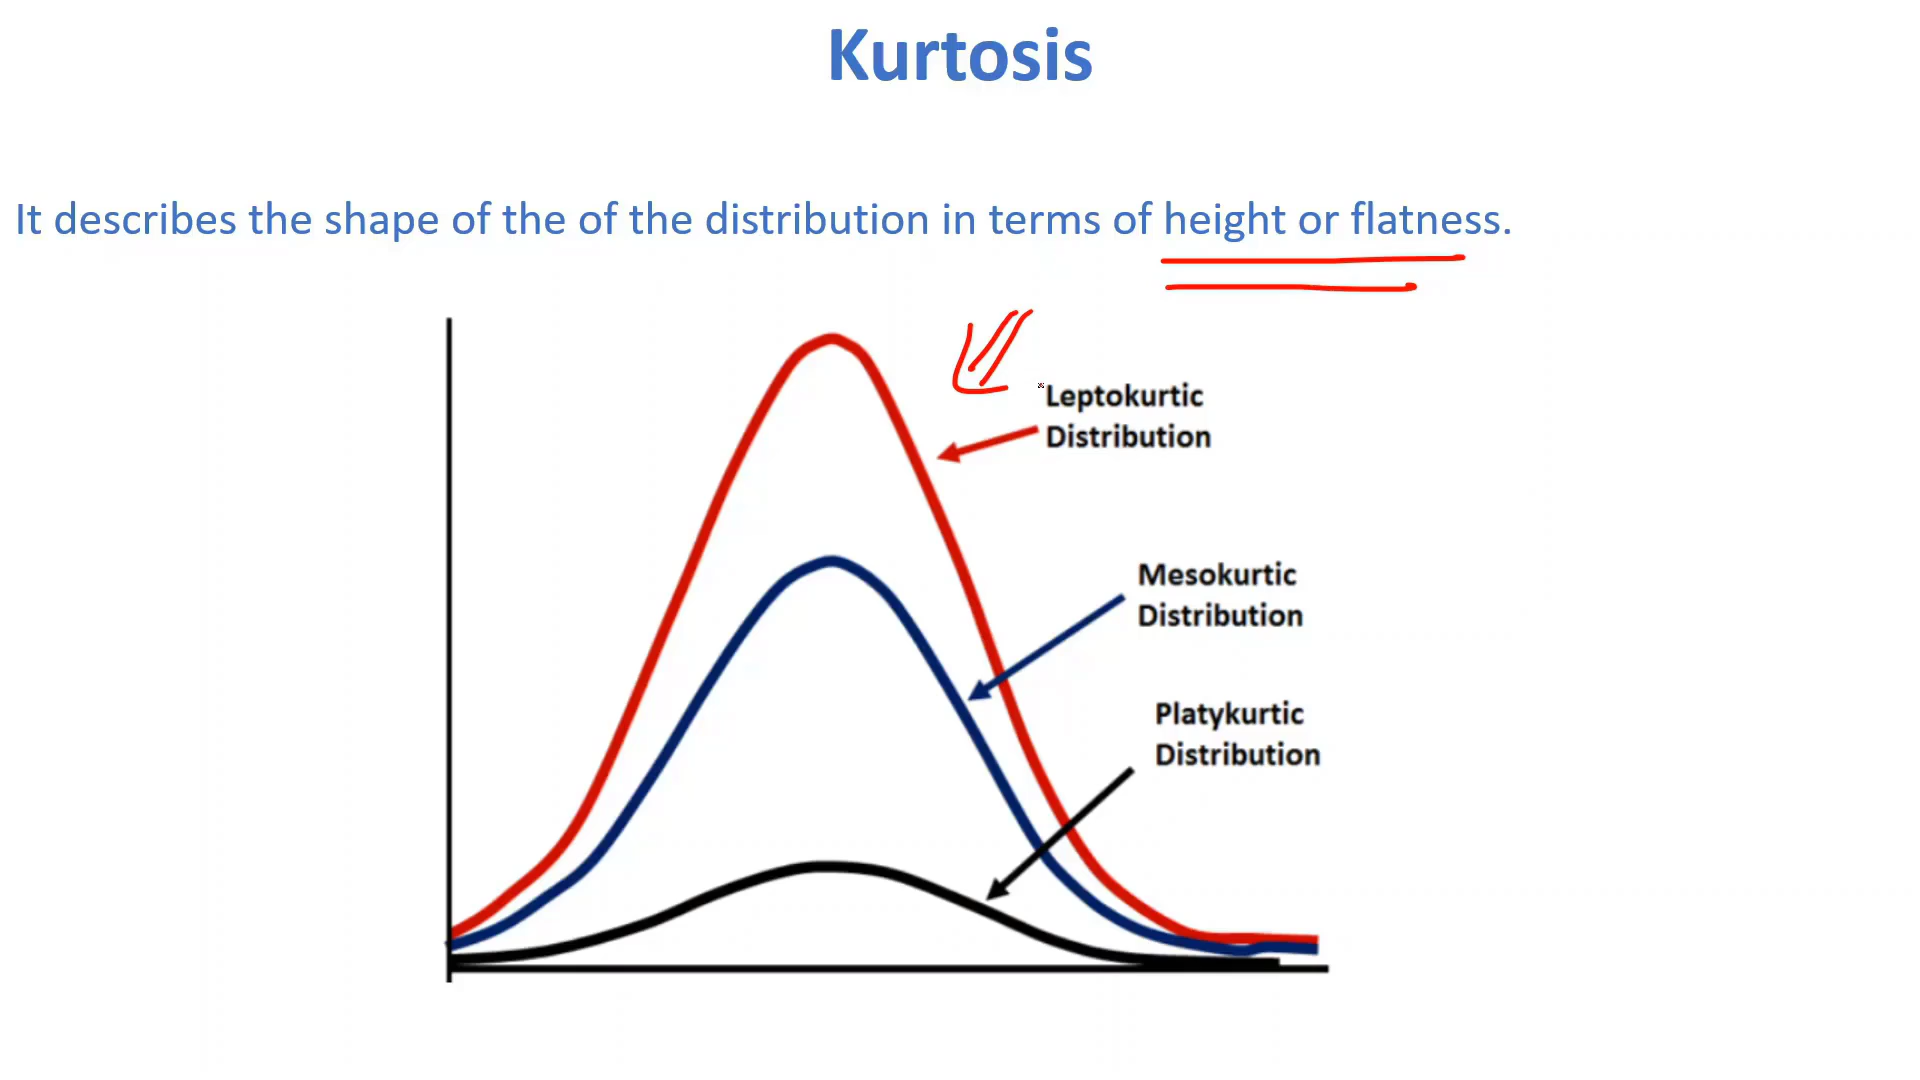 Kurtosis
It describes the shape of the of the distribution in terms of height or flatness.
Leptokurtic
Distribution
Mesokurtic
Distribution
Platykurtic
Distribution